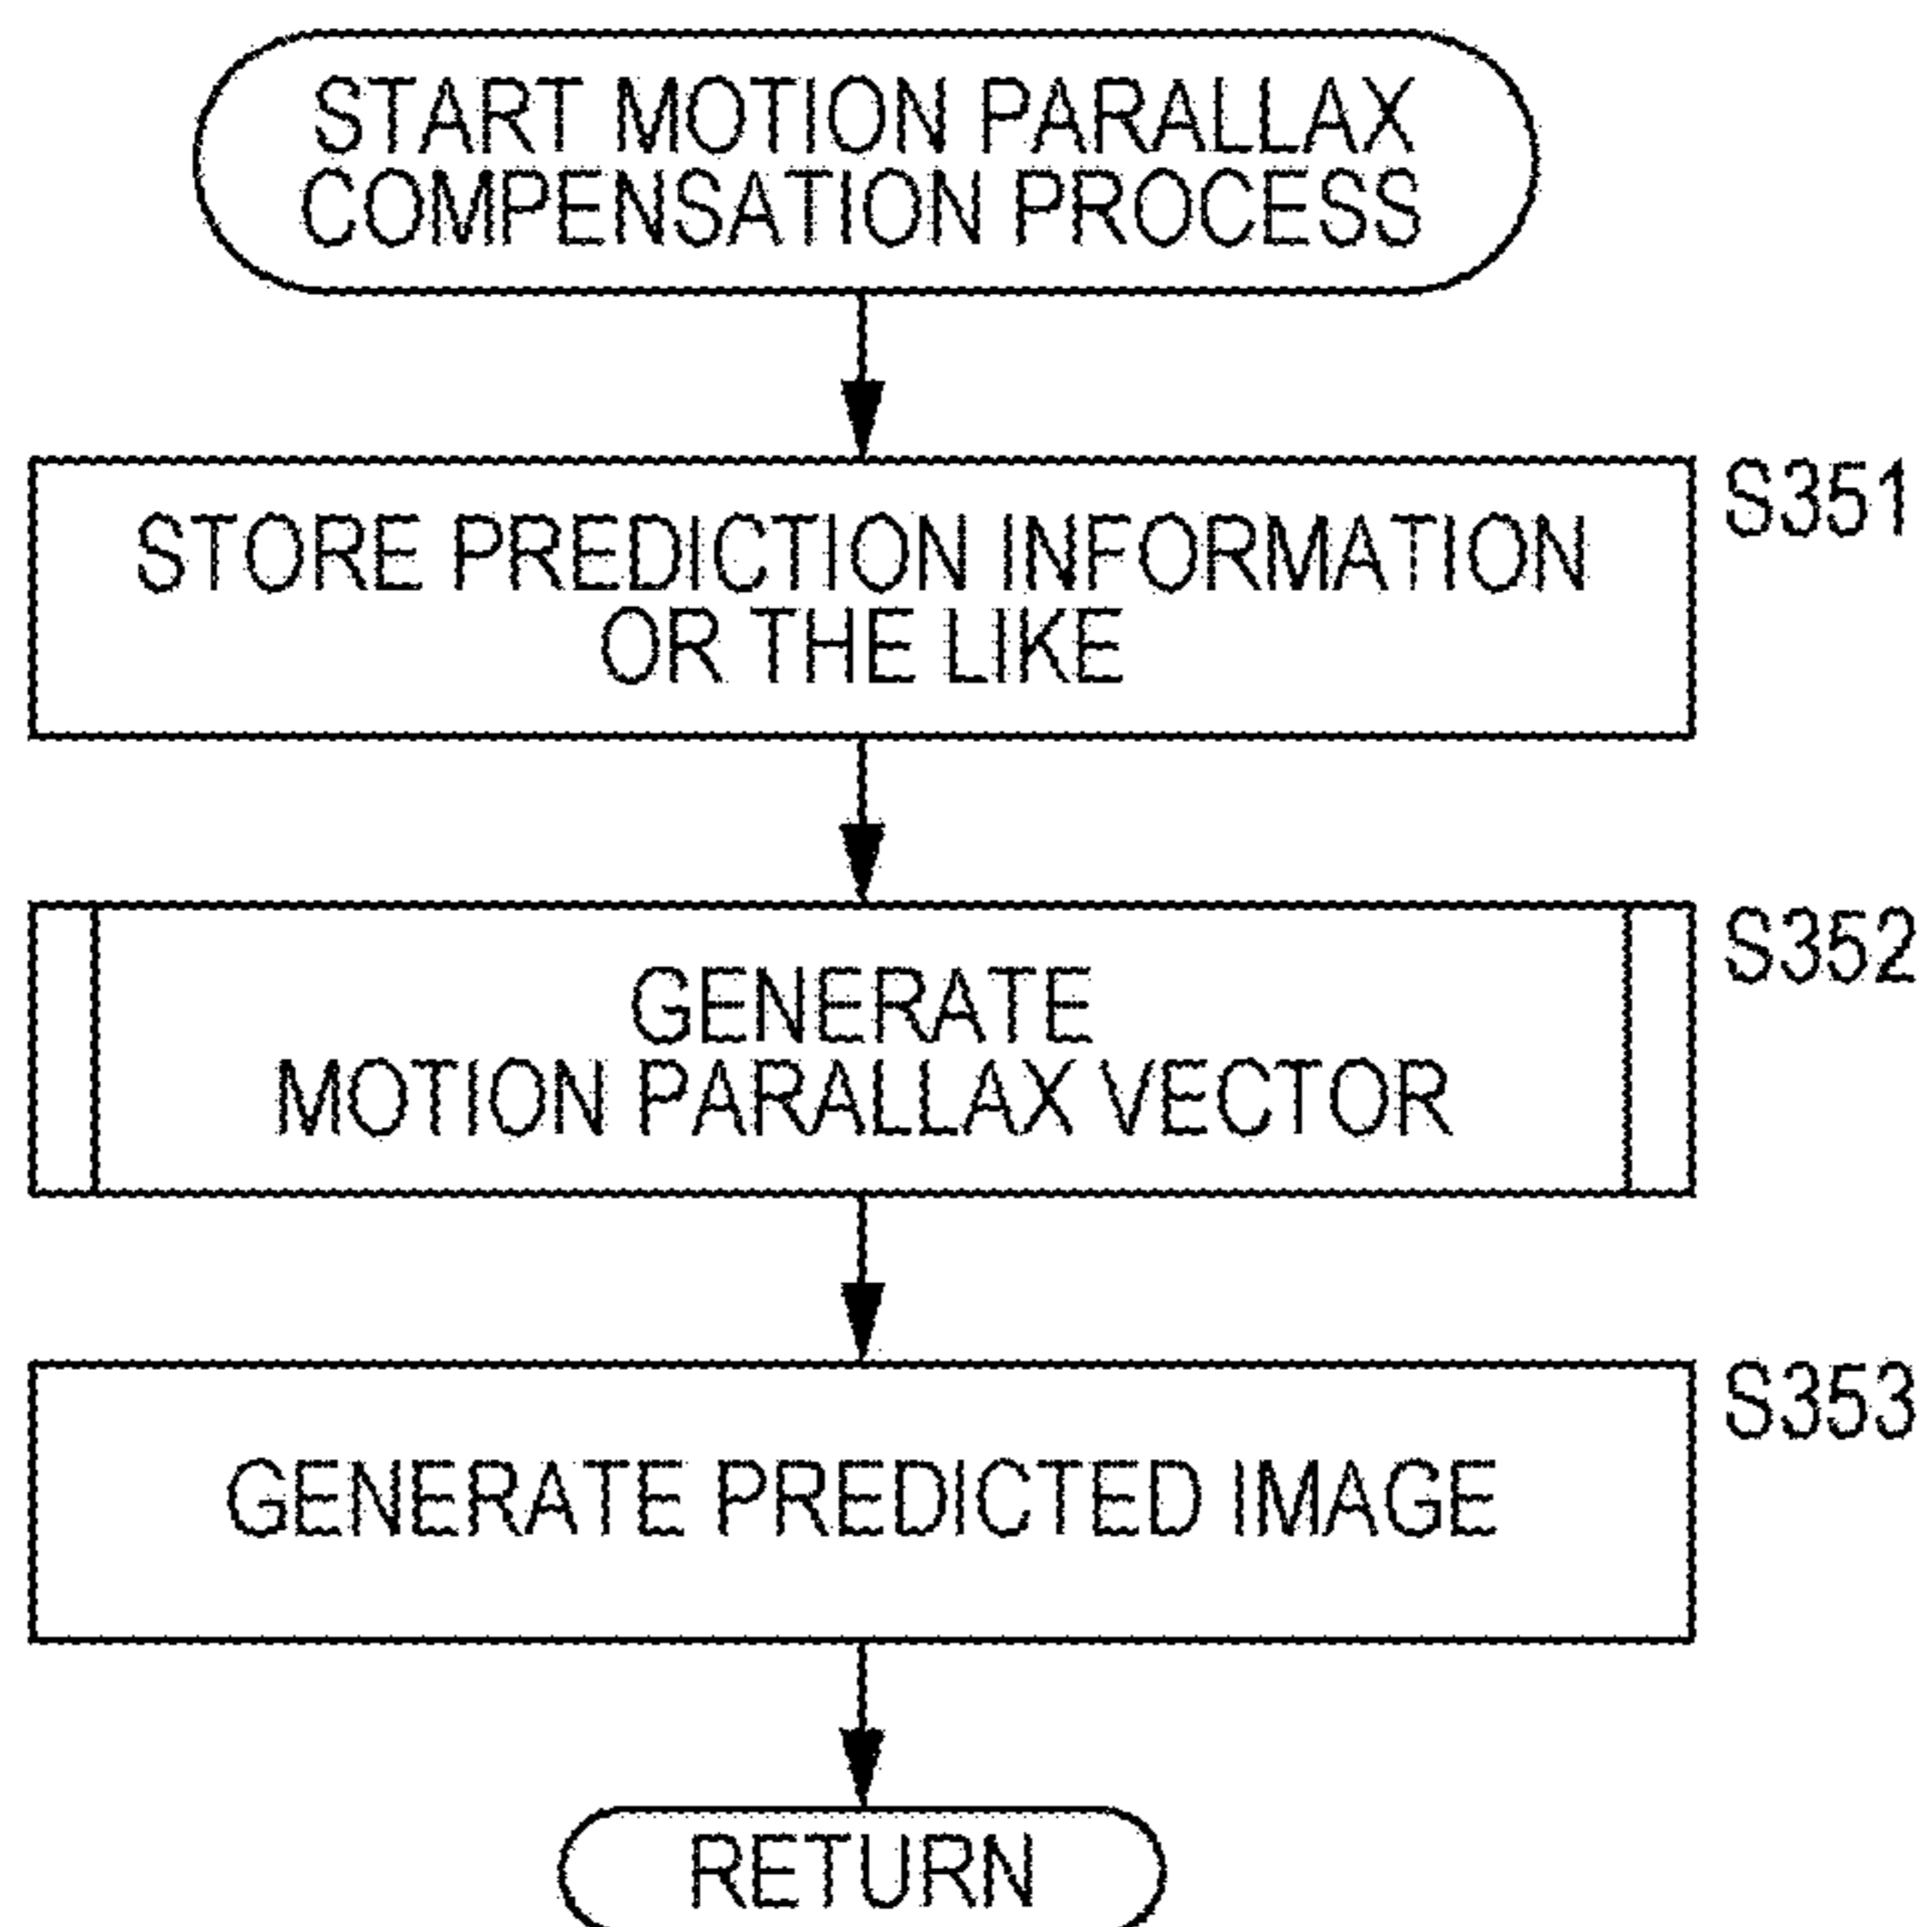 START MOTION PARALLAX
COMPENSATION PROCESS
S351
STORE PREDICTION INFORMATION
OR THE LIKE
S352
GENERATE
MOTION PARALLAX VECTOR
S353
GENERATE PREDICTED IMAGE
RETURN